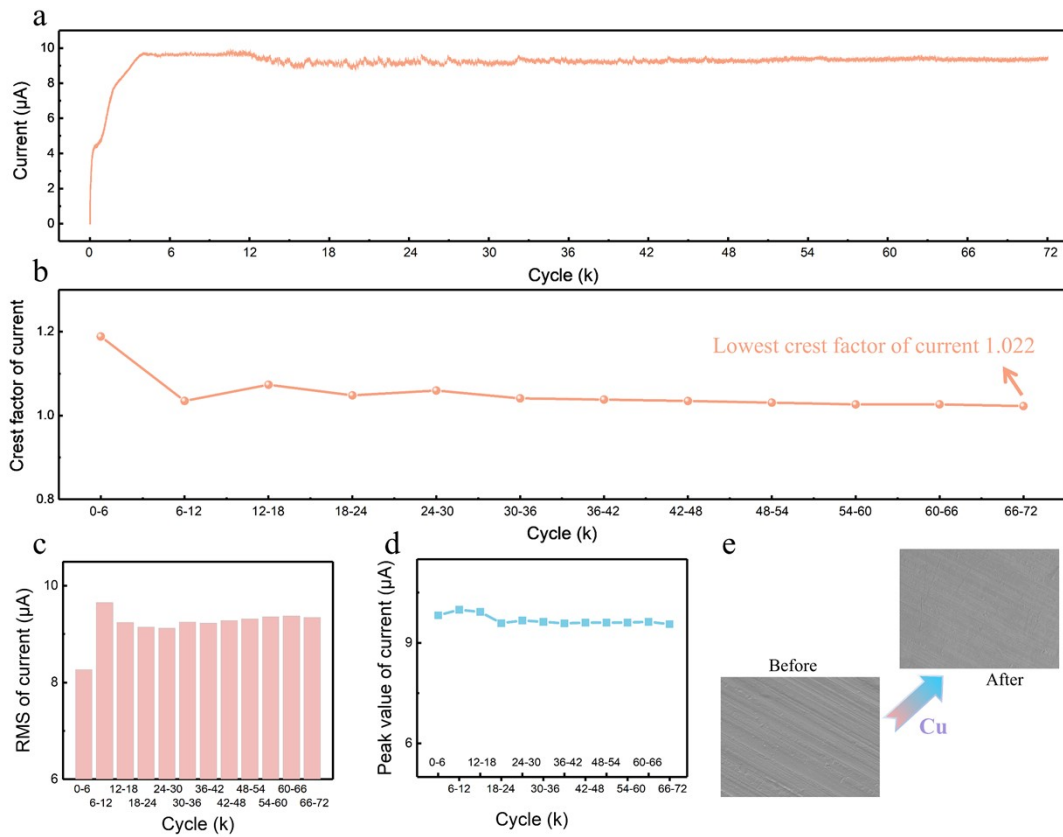 a
Current (μA)
10
8
6
4
2
0
0 6 12 18 24 30 36 42 48 54 60 66 72
Cycle (k)
b
Crest factor of current
1.2
1.0
0.8
Lowest crest factor of current 1.022
0-6 6-12 12-18 18-24 24-30 30-36 36-42 42-48 48-54 54-60 60-66 66-72
Cycle (k)
c
RMS of current (μA)
10
9
8
6
0-6 12-18 24-30 36-42 48-54 60-66
6-12 18-24 30-36 42-48 54-60 66-72
Cycle (k)
d
Peak value of current (μA)
9
6
0-6 12-18 24-30 36-42 48-54 60-66
6-12 18-24 30-36 42-48 54-60 66-72
Cycle (k)
e
Before
After
Cu